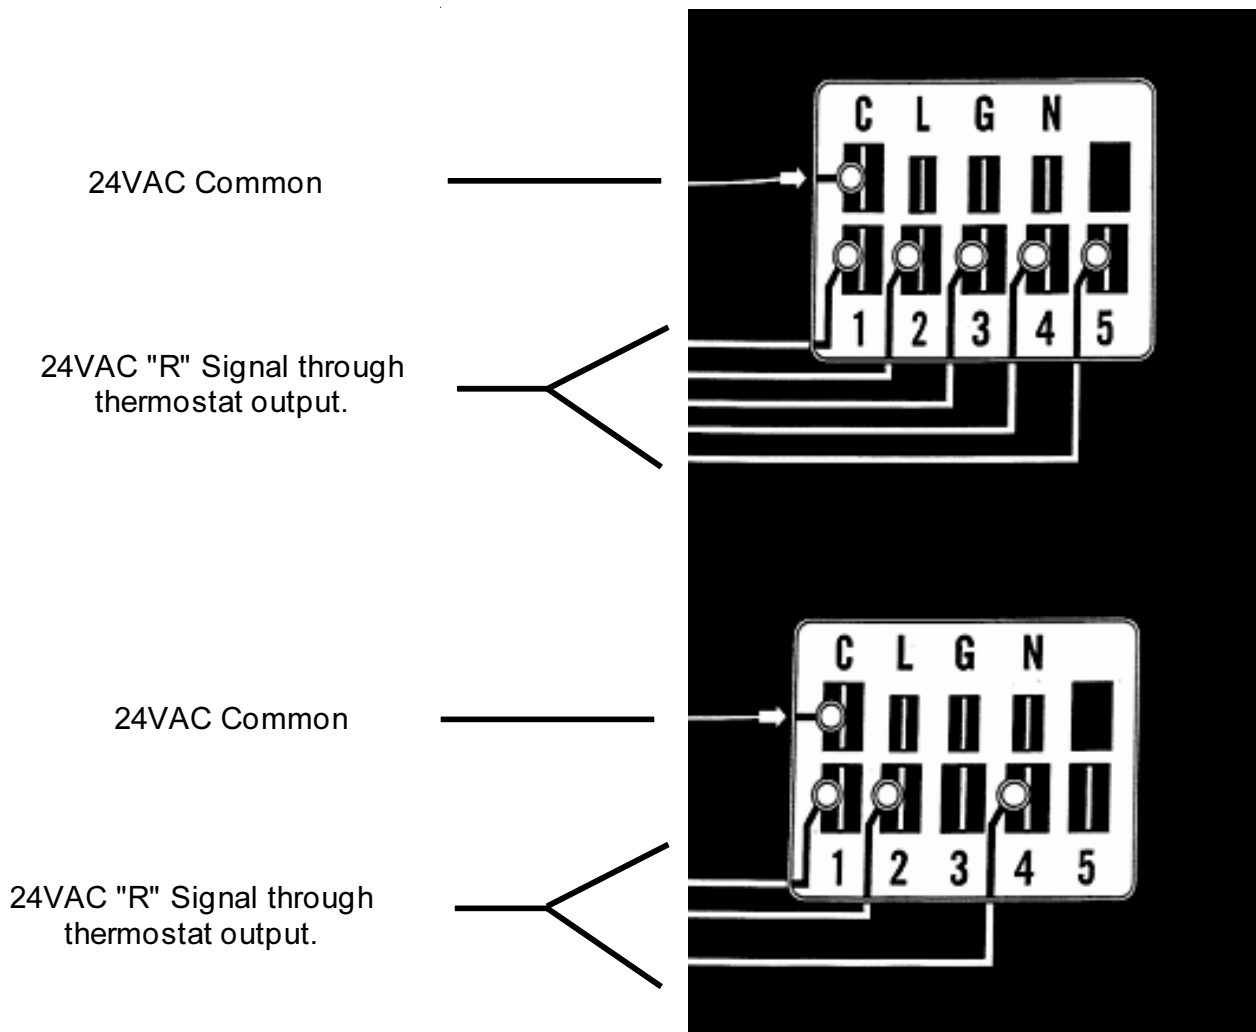 C L G N
24VAC Common
1 2 3 4 5
24VAC "R" Signal through
thermostat output.
C L G N
24VAC Common
1 2 3 4 5
24VAC "R" Signal through
thermostat output.